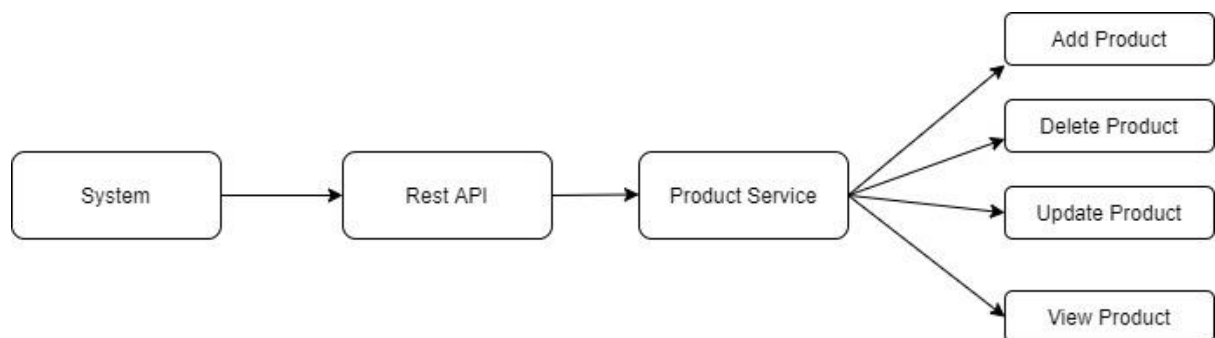 System
Rest API
Product Service
Add Product
Delete Product
Update Product
View Product